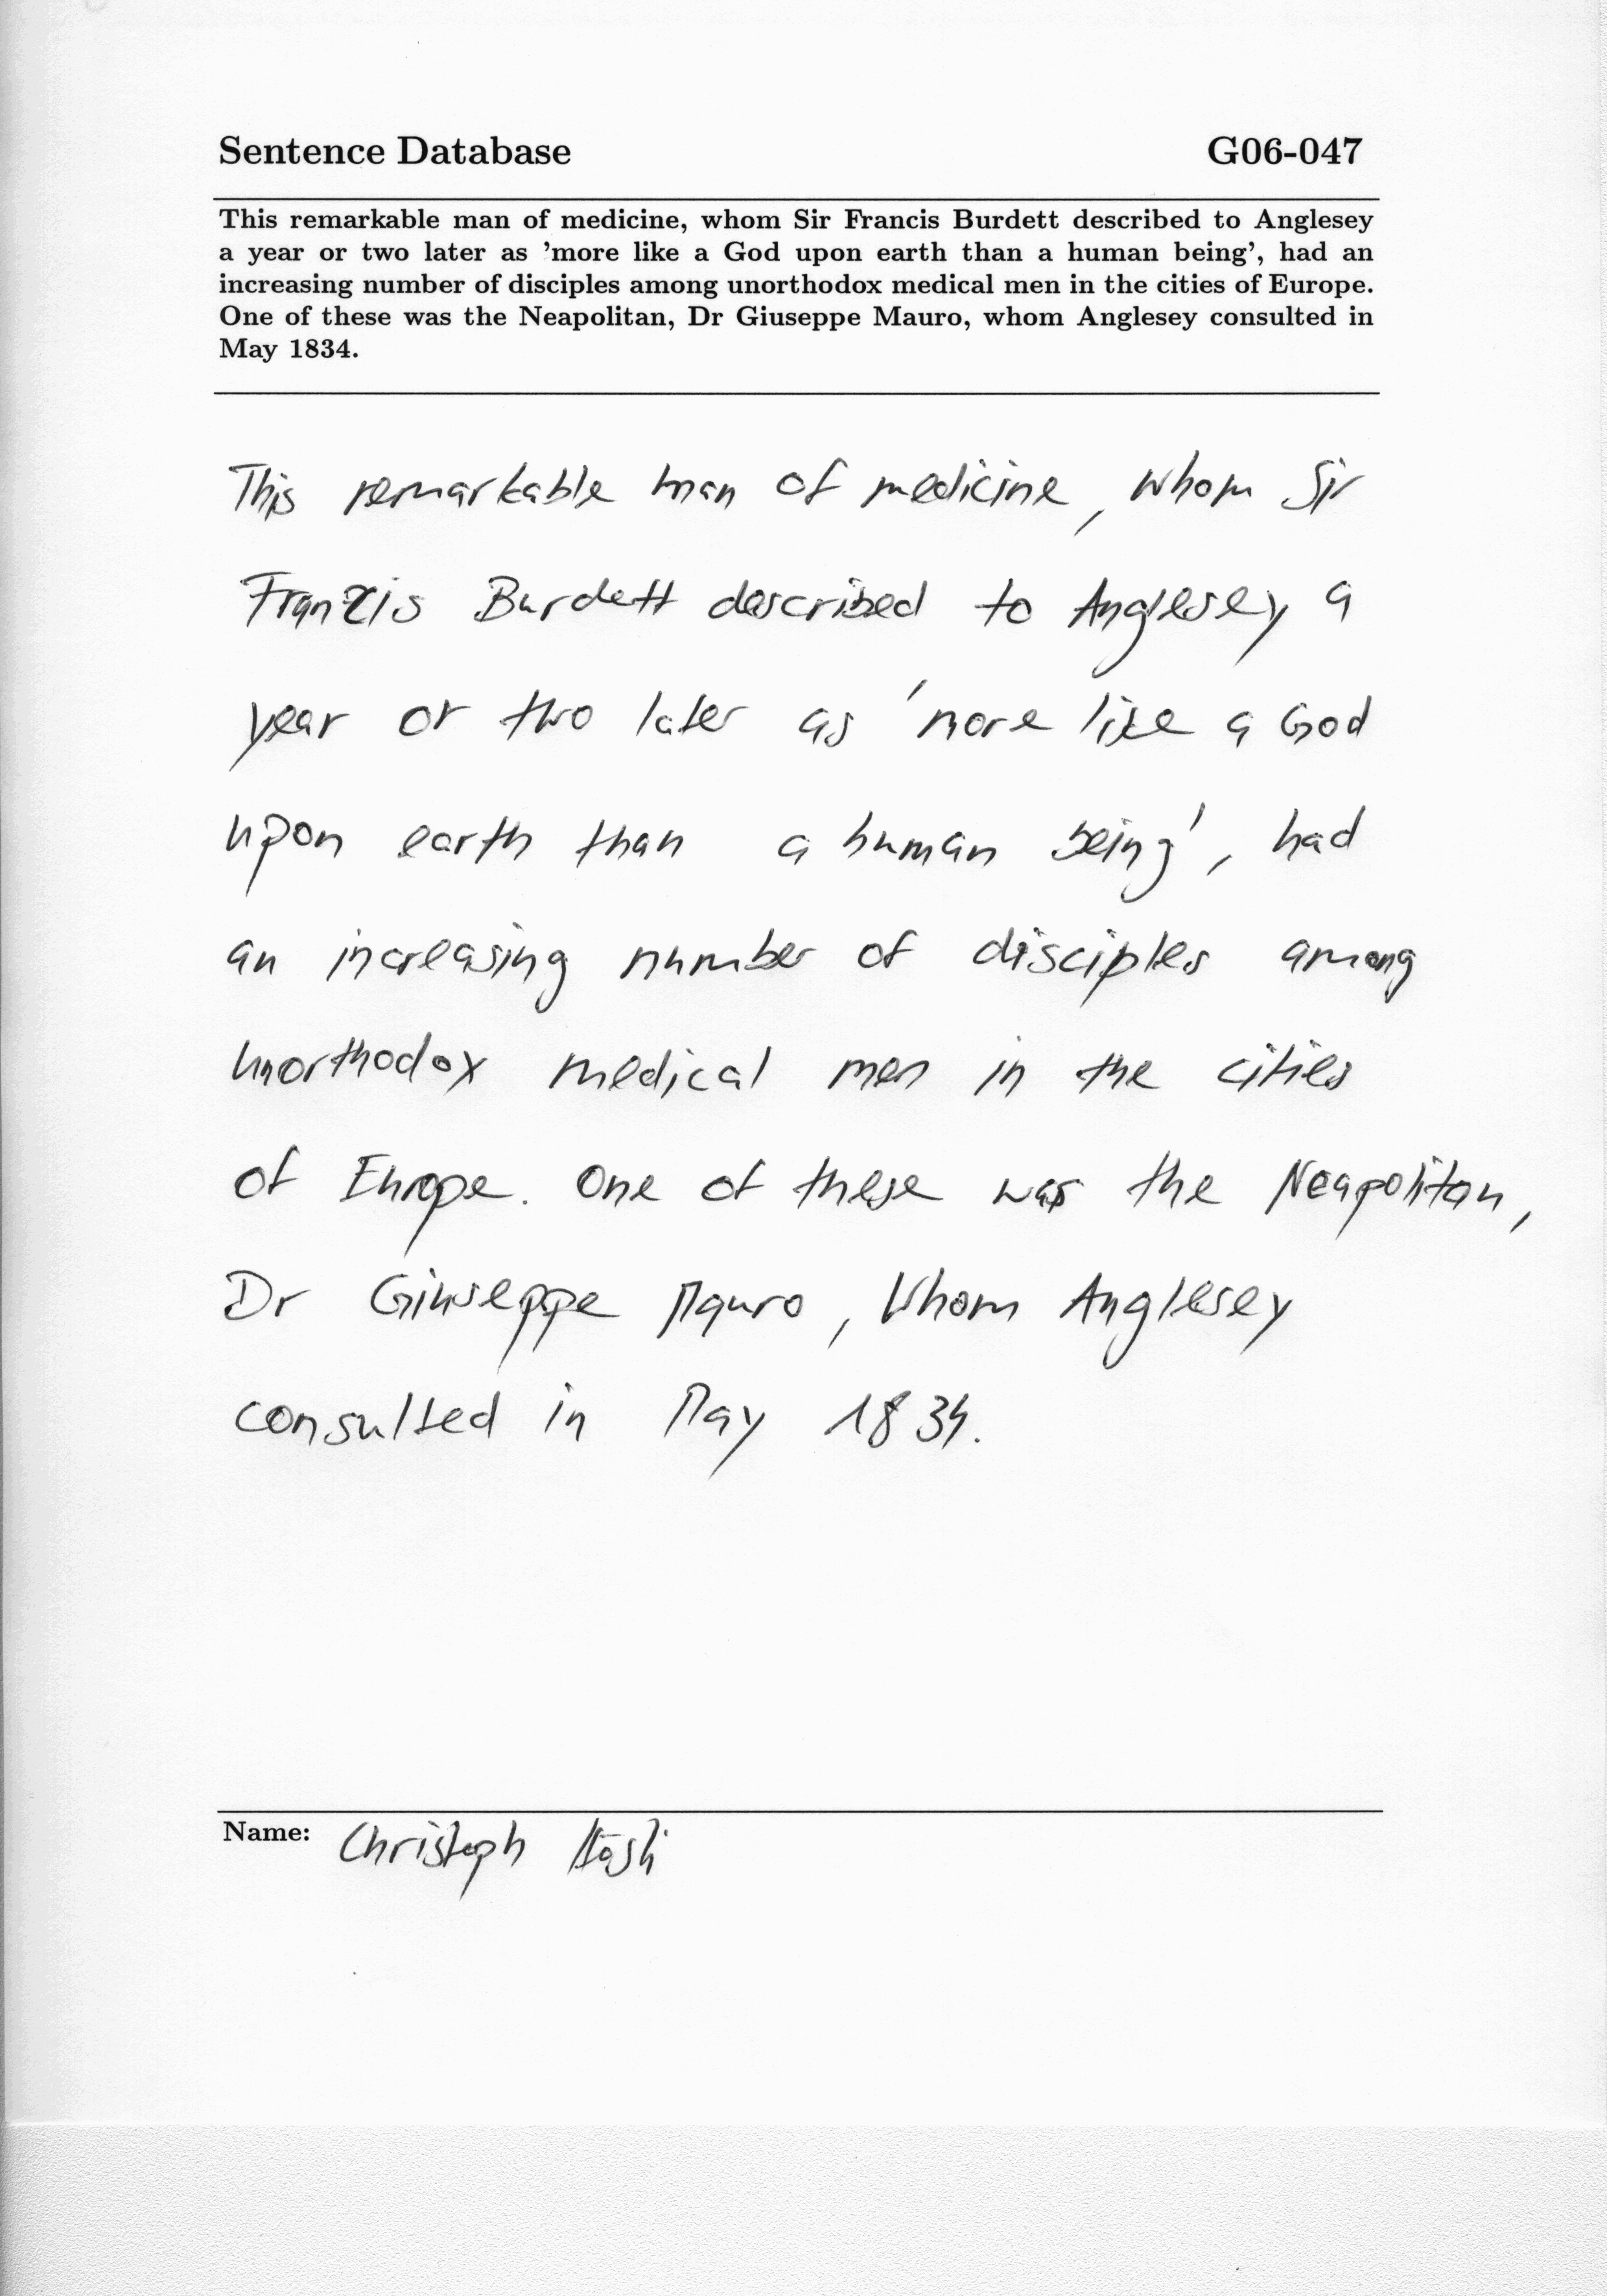 Sentence Database G06-047
This remarkable man of medicine, whom Sir Francis Burdett described to Anglesey
a year or two later as 'more like a God upon earth than a human being', had an
increasing number of disciples among unorthodox medical men in the cities of Europe.
One of these was the Neapolitan, Dr Giuseppe Mauro, whom Anglesey consulted in
May 1834.
This remarkable man of medicine, whom Sir
Franzis Burdett described to Anglesey a
year or two later as 'more like a God
upon earth than a human being', had
an increasing number of disciples among
unorthodox medical men in the cities
of Europe. One of these was the Neapolitan,
Dr Giuseppe Mauro, whom Anglesey
consulted in May 1834.
Name: Christoph